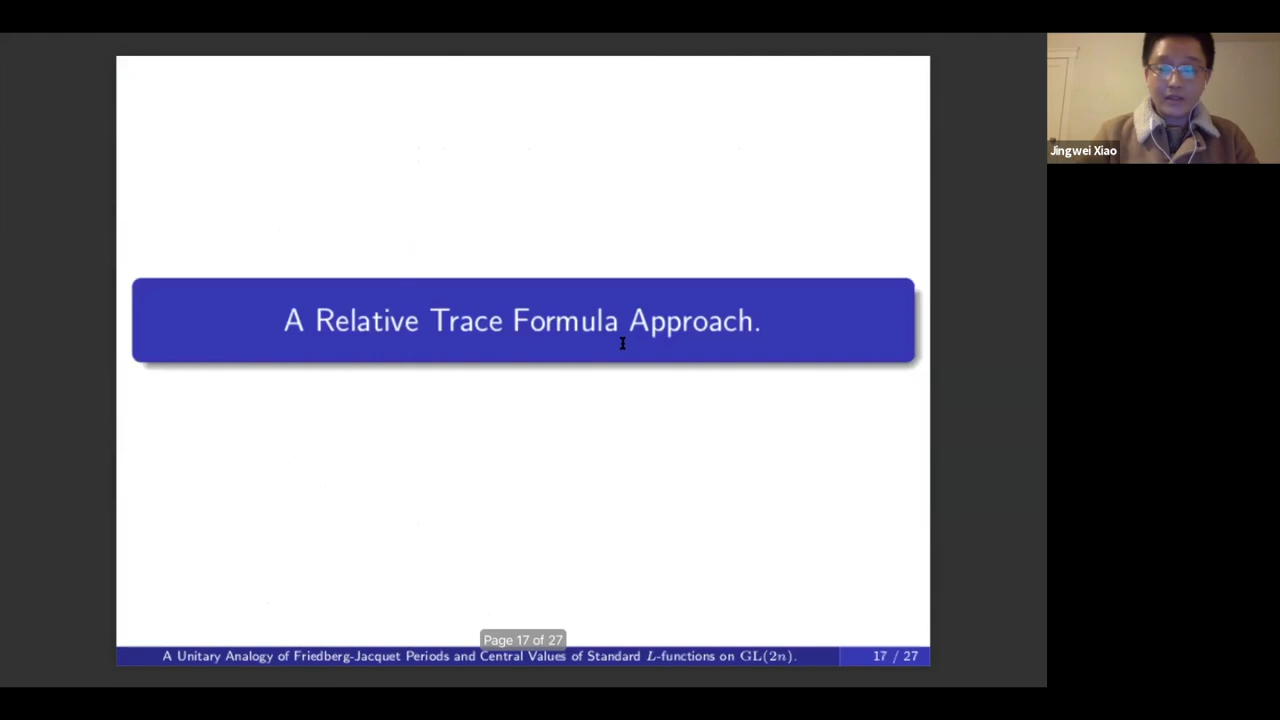 Jingwei Xiao
A Relative Trace Formula Approach.
Page 17 of 27
A Unitary Analogy of Friedberg-Jacquet Periods and Central Values of Standard L-functions on GL(2n).
17 / 27